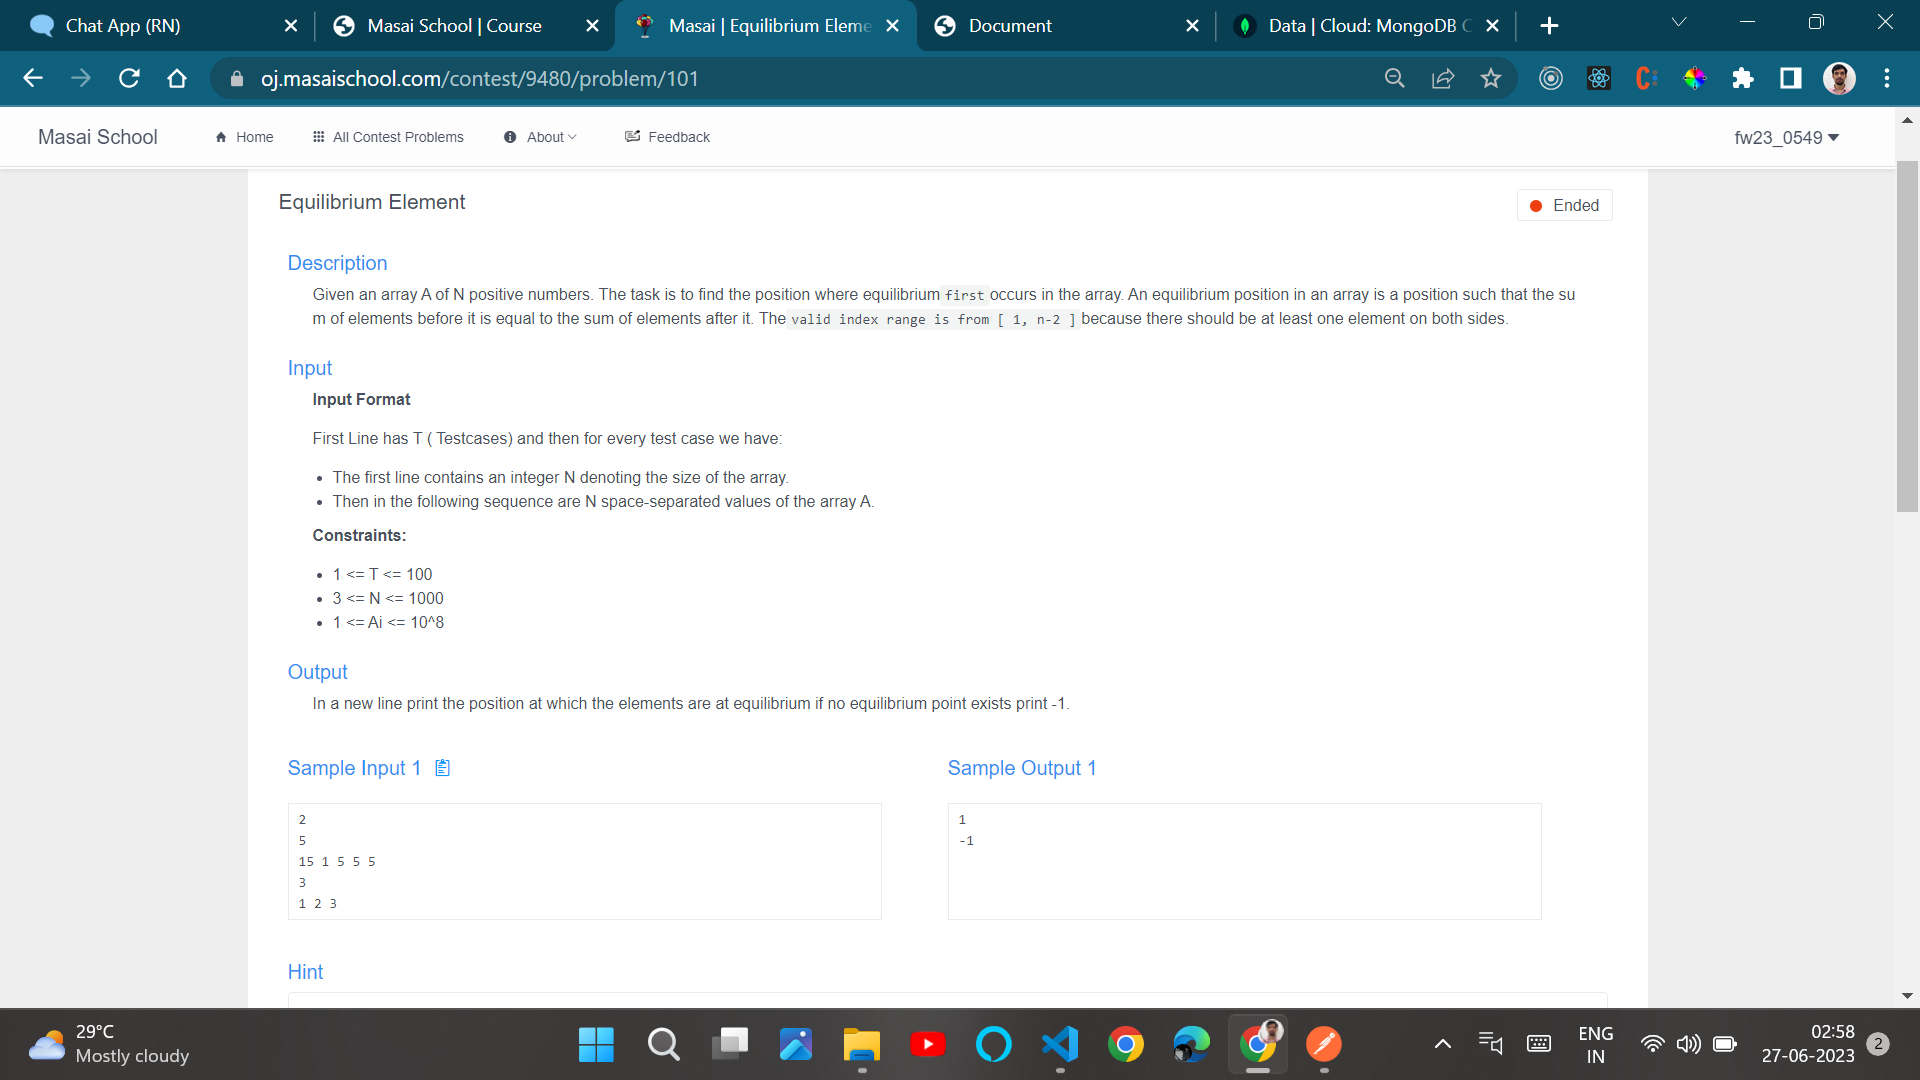 Chat App (RN)
Masai School | Course
Masai | Equilibrium Eleme
Document
Data | Cloud: MongoDB C
oj.masaischool.com/contest/9480/problem/101
Masai School
Home
All Contest Problems
About
Feedback
fw23_0549
Equilibrium Element
Ended
Description
Given an array A of N positive numbers. The task is to find the position where equilibrium first occurs in the array. An equilibrium position in an array is a position such that the su
m of elements before it is equal to the sum of elements after it. The valid index range is from [ 1, n-2 ] because there should be at least one element on both sides.
Input
Input Format
First Line has T ( Testcases) and then for every test case we have:
• The first line contains an integer N denoting the size of the array.
• Then in the following sequence are N space-separated values of the array A.
Constraints:
• 1 <= T <= 100
• 3 <= N <= 1000
• 1 <= Ai <= 10^8
Output
In a new line print the position at which the elements are at equilibrium if no equilibrium point exists print -1.
Sample Input 1
2
5
15 1 5 5 5
3
1 2 3
Sample Output 1
1
-1
Hint
29°C
Mostly cloudy
ENG
IN
02:58
27-06-2023
2